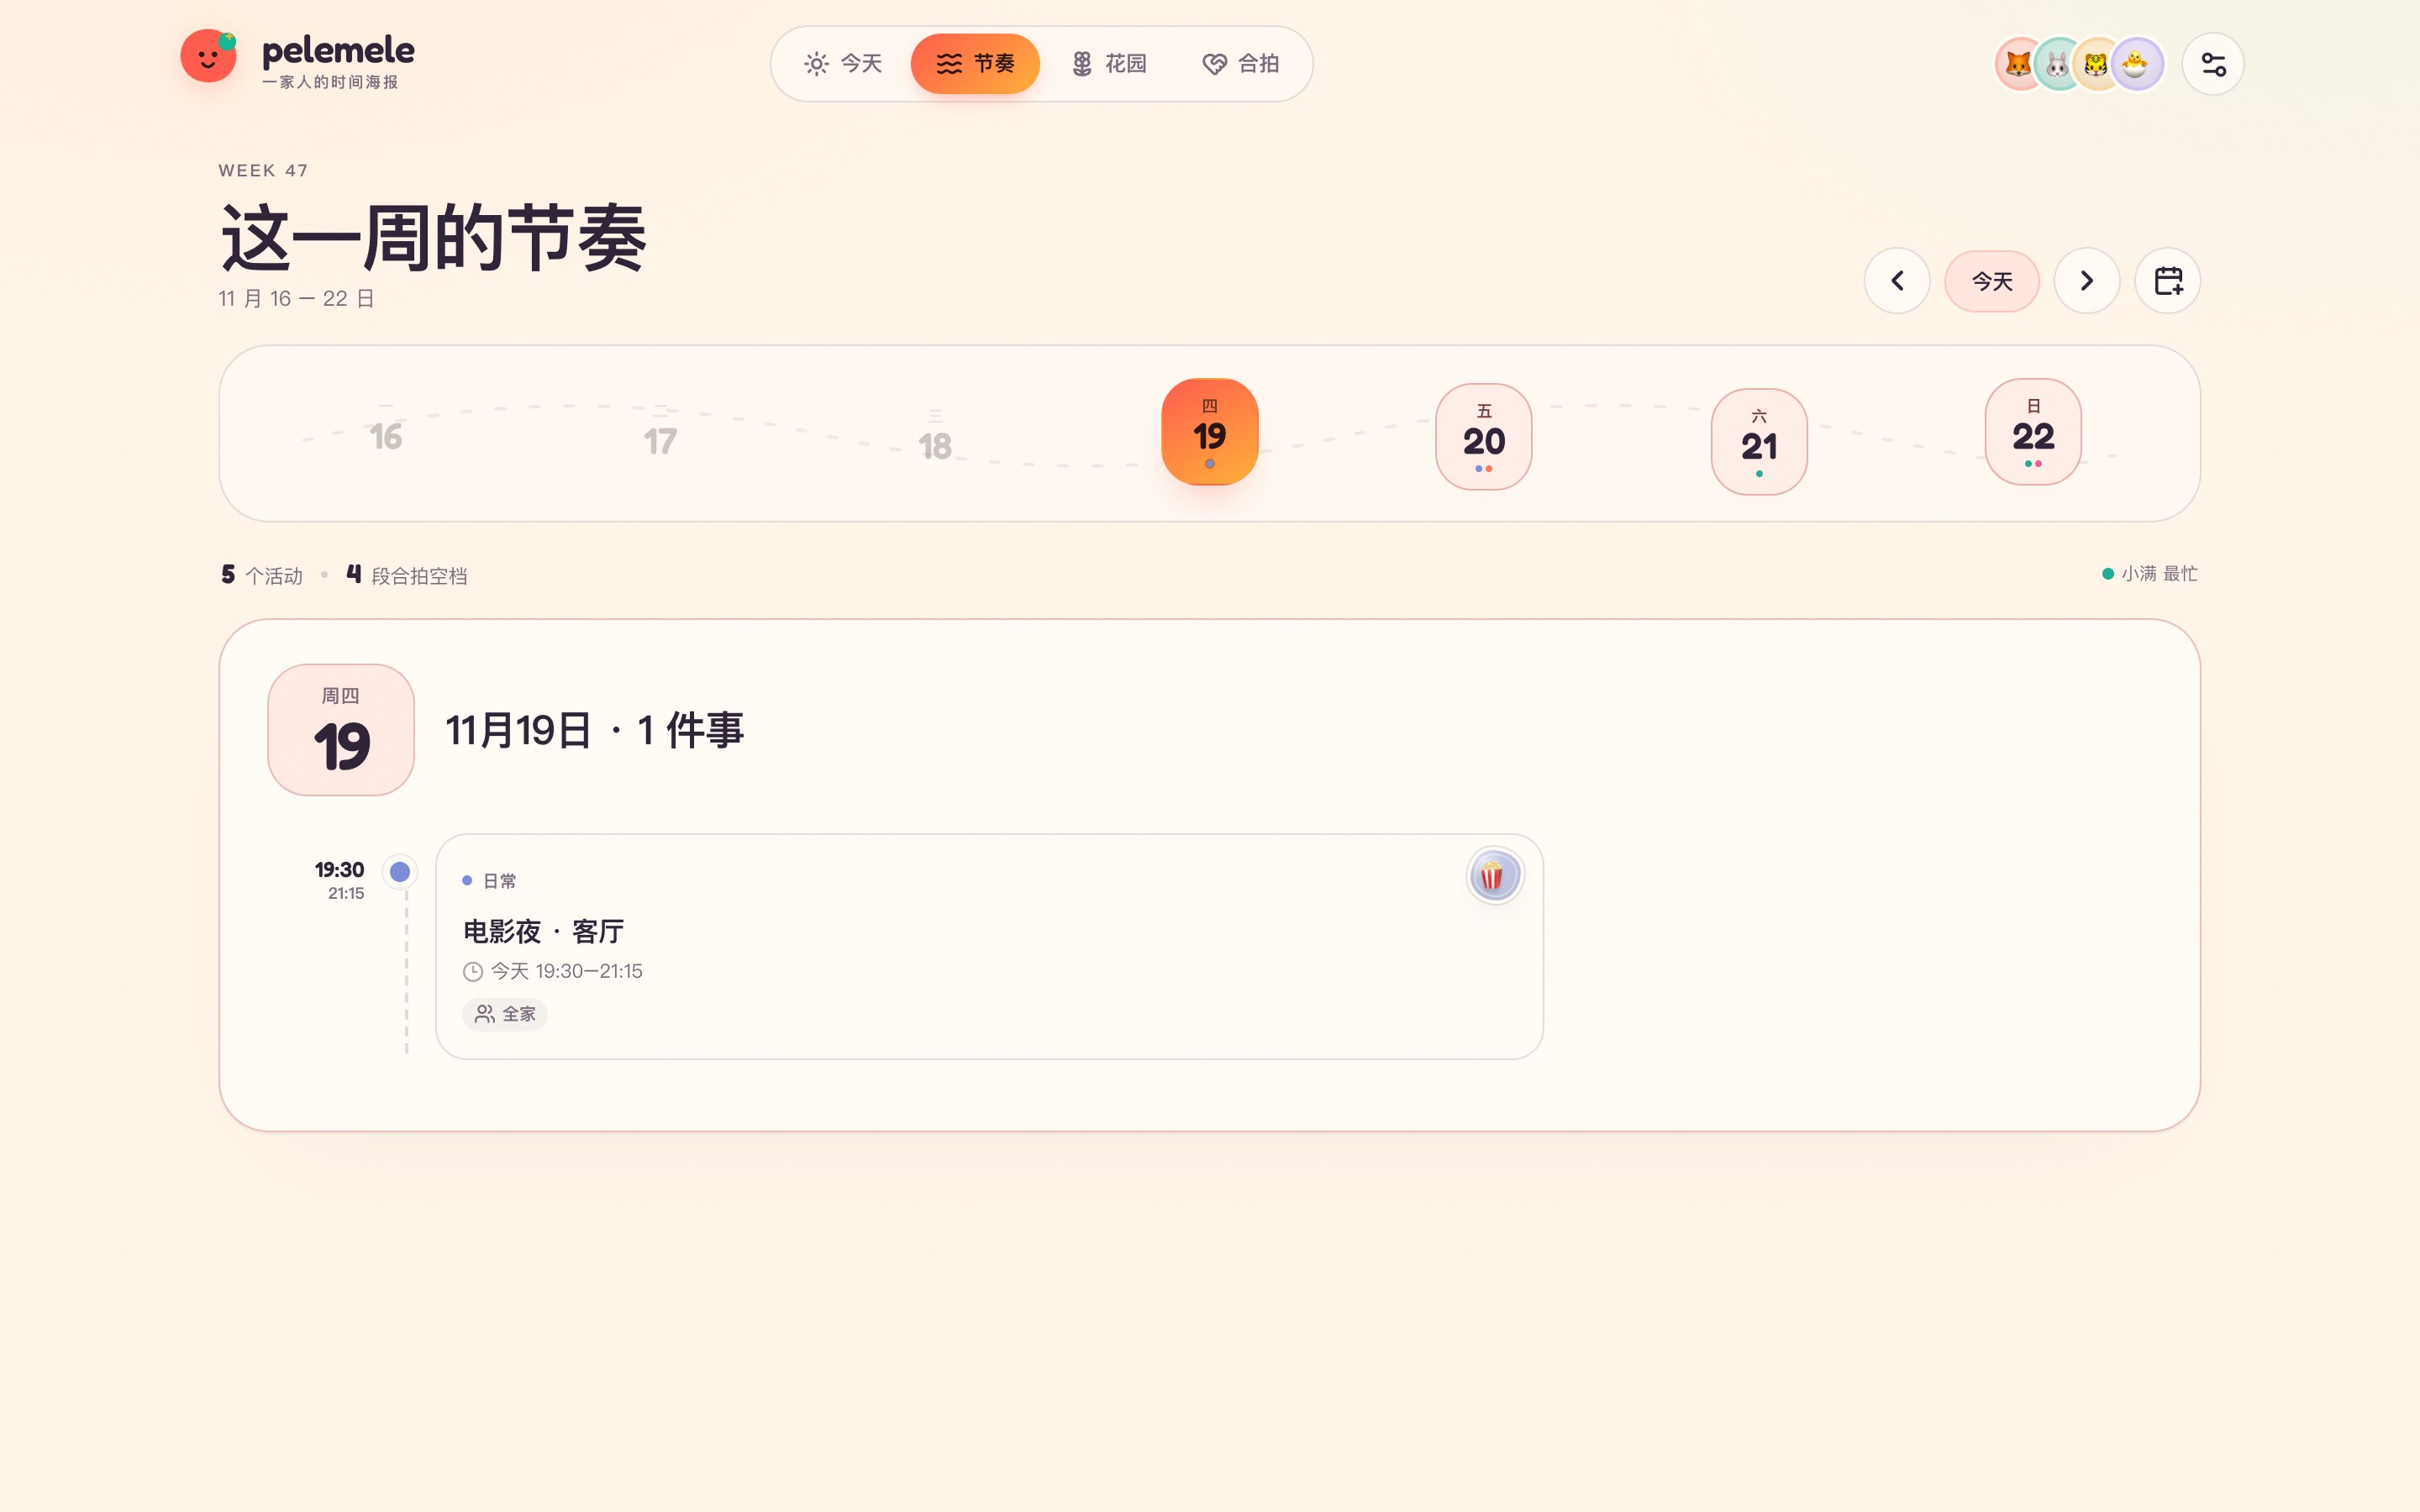 pelemele
一家人的时间海报
今天
节奏
花园
合拍
WEEK 47
这一周的节奏
11 月 16 — 22 日
今天
一
16
二
17
三
18
四
19
五
20
六
21
日
22
5 个活动 • 4 段合拍空档
小满 最忙
周四
19
11月19日 · 1 件事
19:30
21:15
日常
电影夜 · 客厅
今天 19:30—21:15
全家